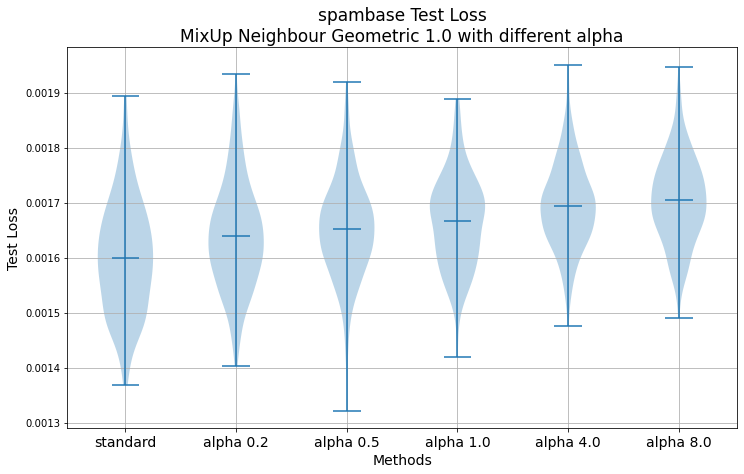 spambase Test Loss
MixUp Neighbour Geometric 1.0 with different alpha
Test Loss
0.0019
0.0018
0.0017
0.0016
0.0015
0.0014
0.0013
standard alpha 0.2 alpha 0.5 alpha 1.0 alpha 4.0 alpha 8.0
Methods